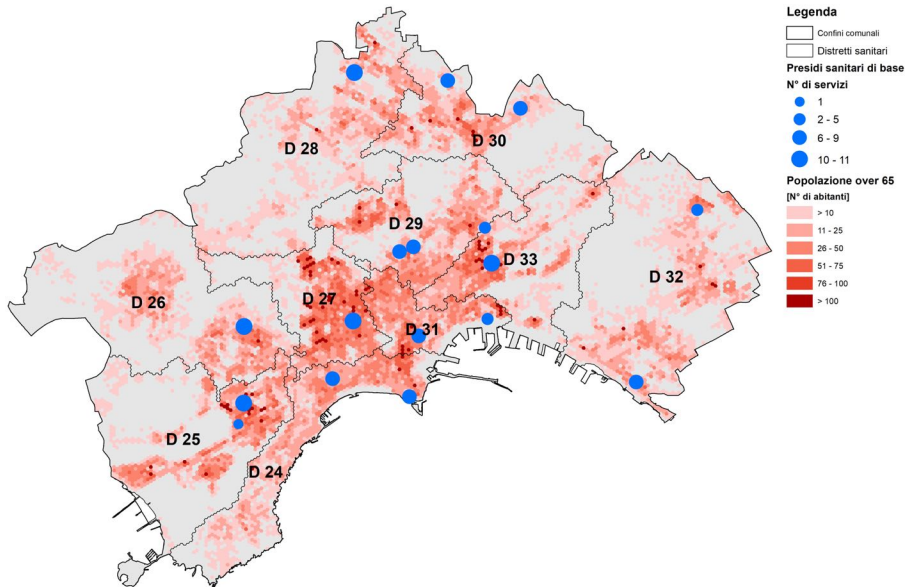 Legenda
Confini comunali
Distretti sanitari
Presidi sanitari di base
N° di servizi
1
2 - 5
6 - 9
10 - 11
Popolazione over 65
[N° di abitanti]
> 10
11 - 25
26 - 50
51 - 75
76 - 100
> 100
D 28
D 30
D 29
D 33
D 32
D 26
D 27
D 31
D 25
D 24